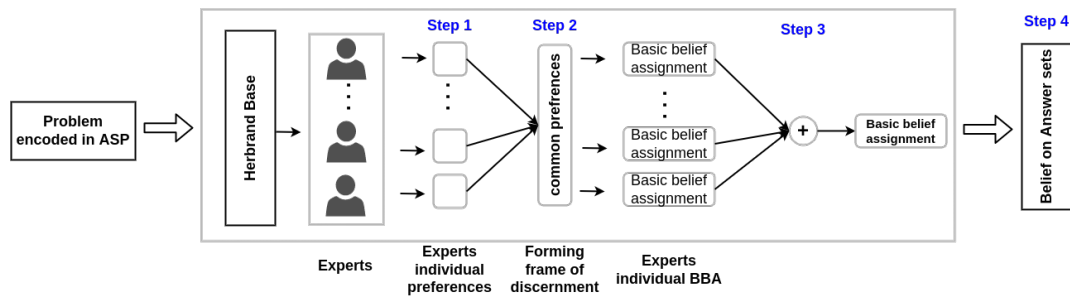 Step 1
Step 2
Step 3
Step 4
Problem
encoded in ASP
Herbrand Base
common prefrences
Basic belief
assignment
Basic belief
assignment
Basic belief
assignment
+
Basic belief
assignment
Belief on Answer sets
Experts
Experts
individual
preferences
Forming
frame of
discernment
Experts
individual BBA